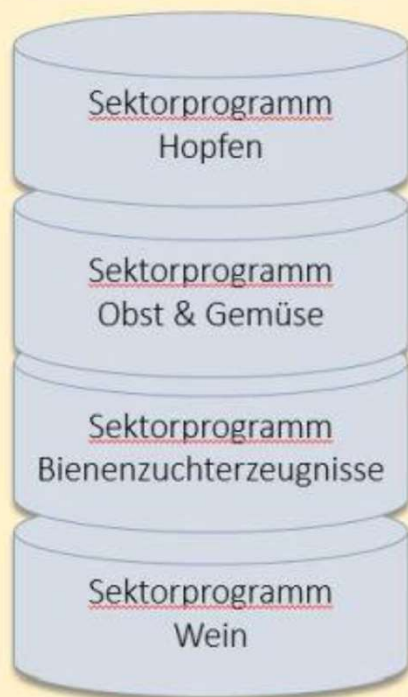 Sektorprogramm
Hopfen
Sektorprogramm
Obst & Gemüse
Sektorprogramm
Bienenzuchterzeugnisse
Sektorprogramm
Wein